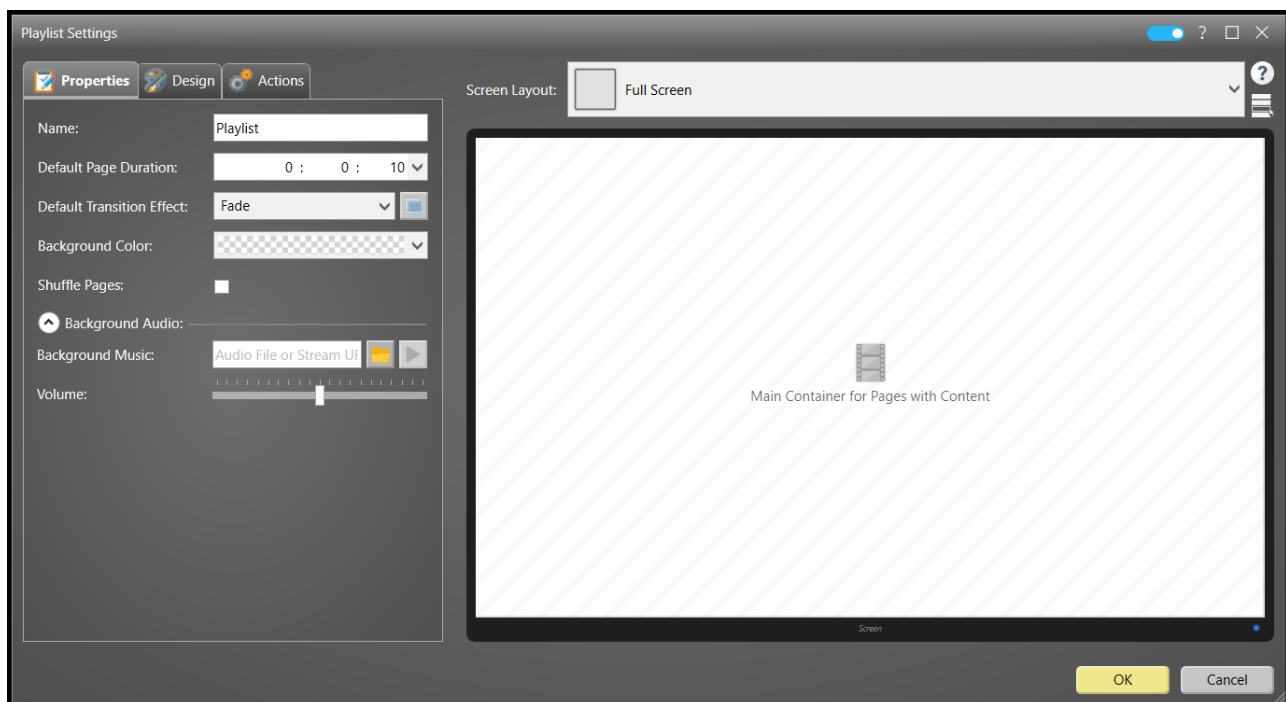 Playlist Settings
?
Properties Design Actions
Screen Layout: Full Screen
?
Name: Playlist
Default Page Duration: 0 : 0 : 10
Default Transition Effect: Fade
Background Color:
Shuffle Pages:
Background Audio:
Background Music: Audio File or Stream UF
Volume:
Main Container for Pages with Content
Screen
OK Cancel